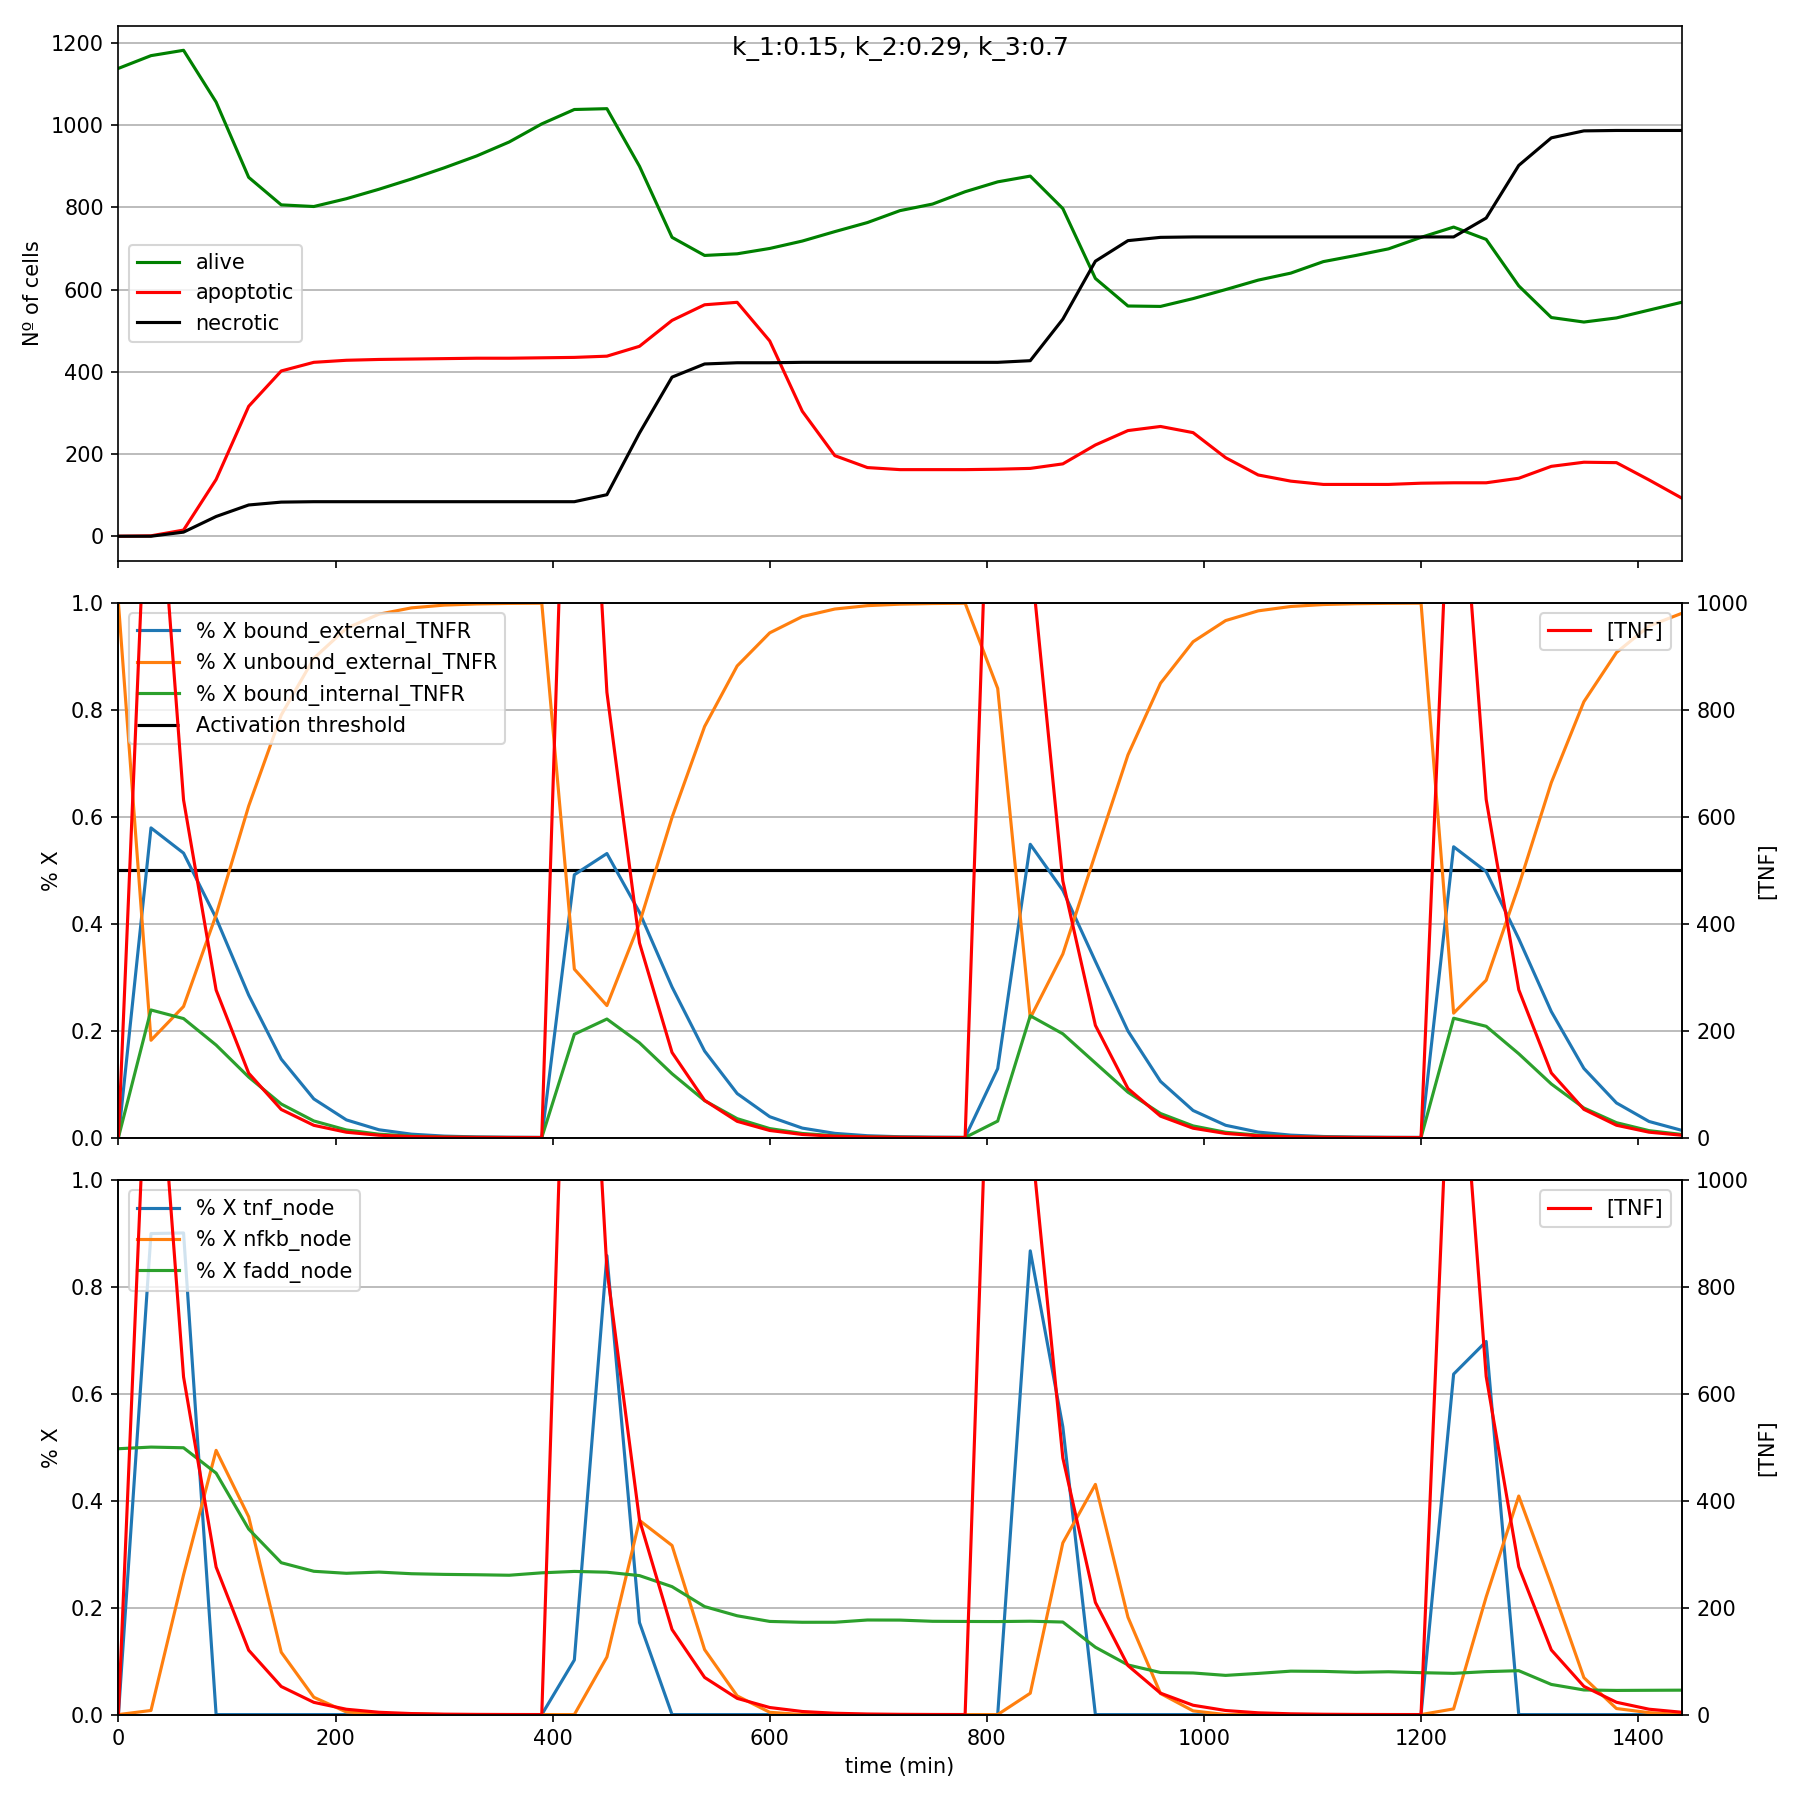 k_1:0.15, k_2:0.29, k_3:0.7
1200
1000
800
600
400
200
0
Nº of cells
alive
apoptotic
necrotic
1.0
0.8
0.6
0.4
0.2
0.0
% X
% X bound_external_TNFR
% X unbound_external_TNFR
% X bound_internal_TNFR
Activation threshold
[TNF]
1000
800
600
400
200
0
[TNF]
1.0
0.8
0.6
0.4
0.2
0.0
% X
% X tnf_node
% X nfkb_node
% X fadd_node
[TNF]
1000
800
600
400
200
0
[TNF]
0 200 400 600 800 1000 1200 1400
time (min)